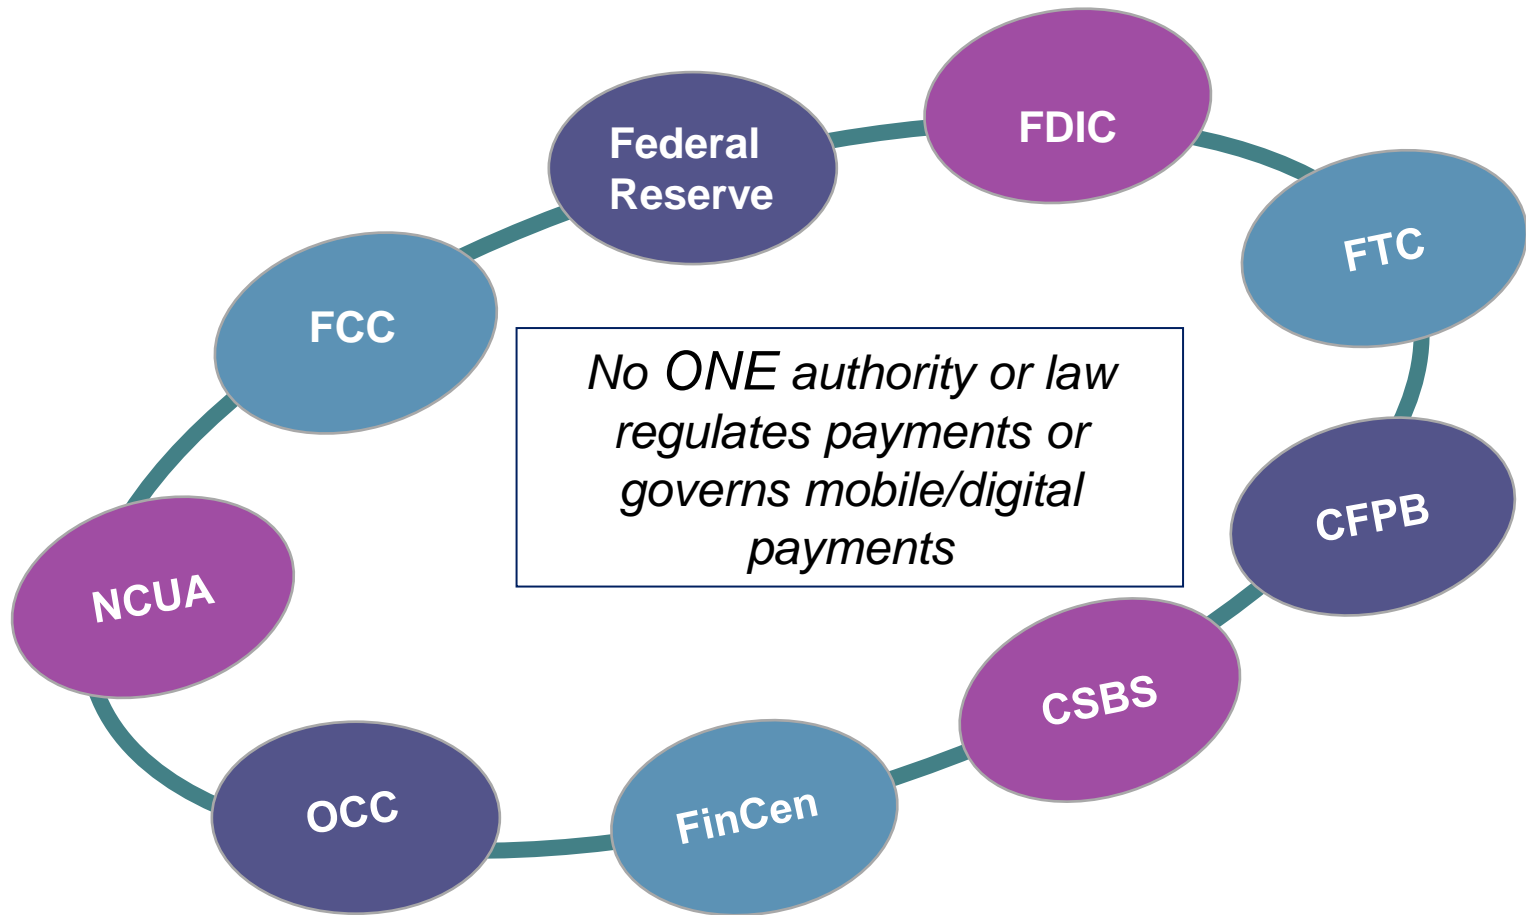 FDIC
Federal
Reserve
FTC
FCC
No ONE authority or law
regulates payments or
governs mobile/digital
payments
CFPB
NCUA
CSBS
OCC
FinCen